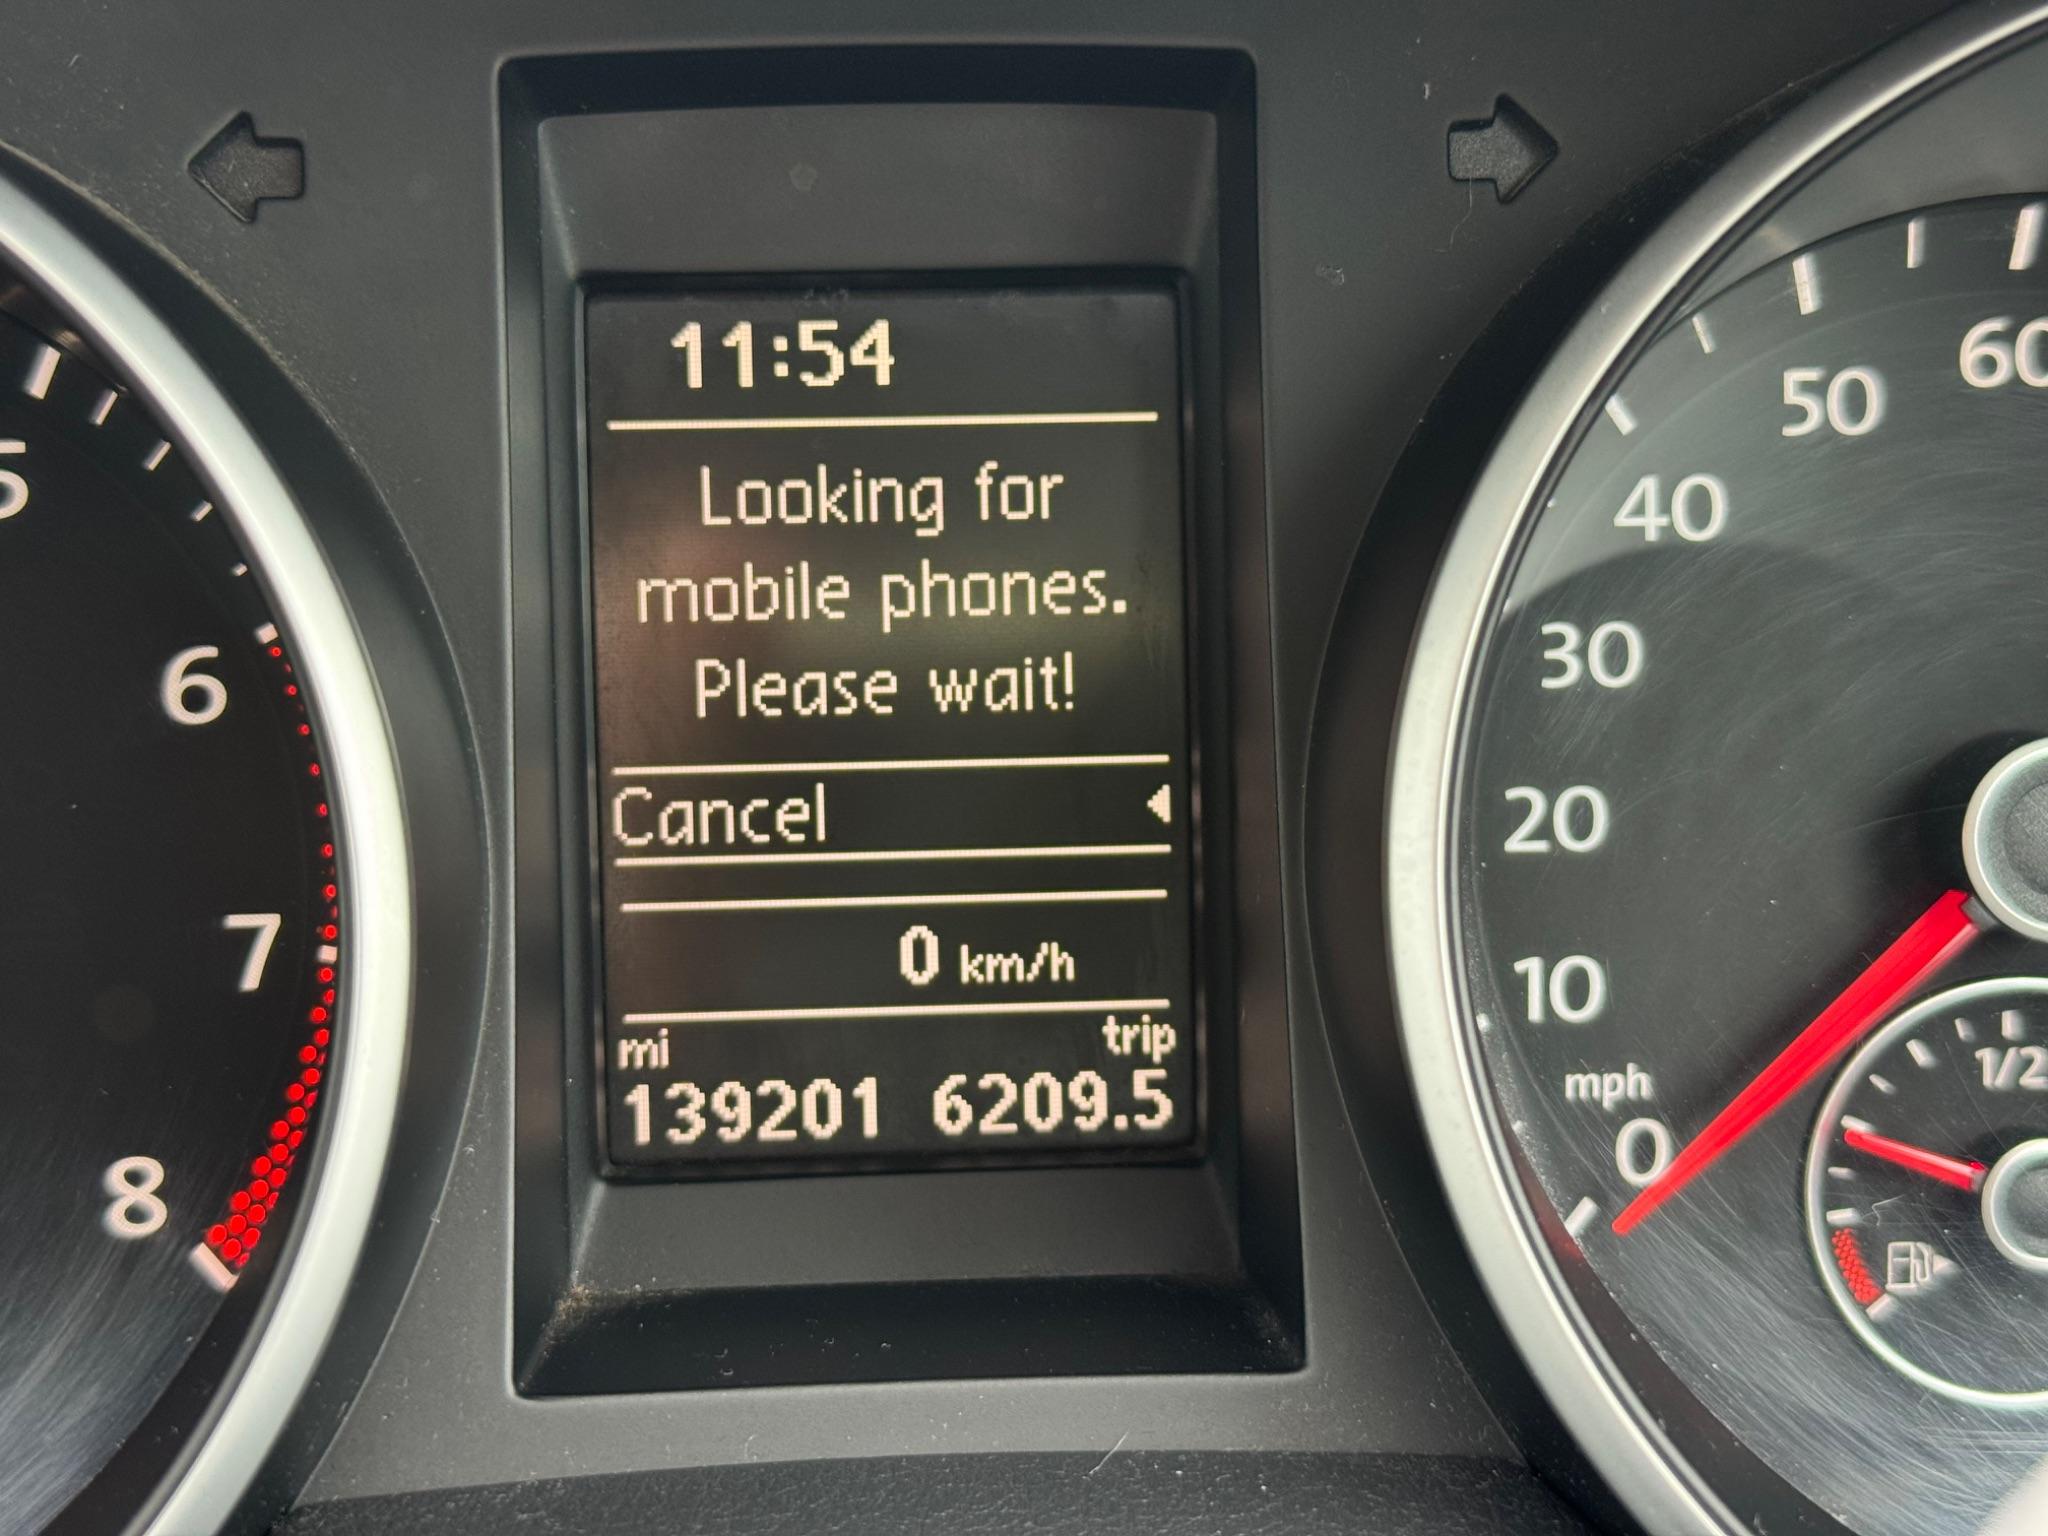 11:54
Looking for
mobile phones.
Please wait!
Cancel
0 km/h
mi trip
139201 6209.5
6
7
8
60
50
40
30
20
10
mph
0
1/2